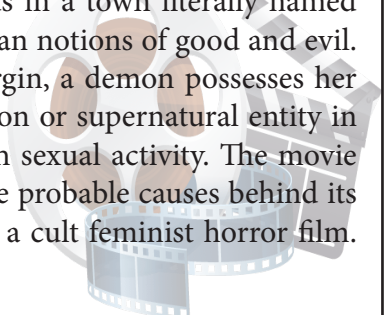 s in a town literally named
an notions of good and evil.
rgin, a demon possesses her
on or supernatural entity in
n sexual activity. The movie
e probable causes behind its
a cult feminist horror film.